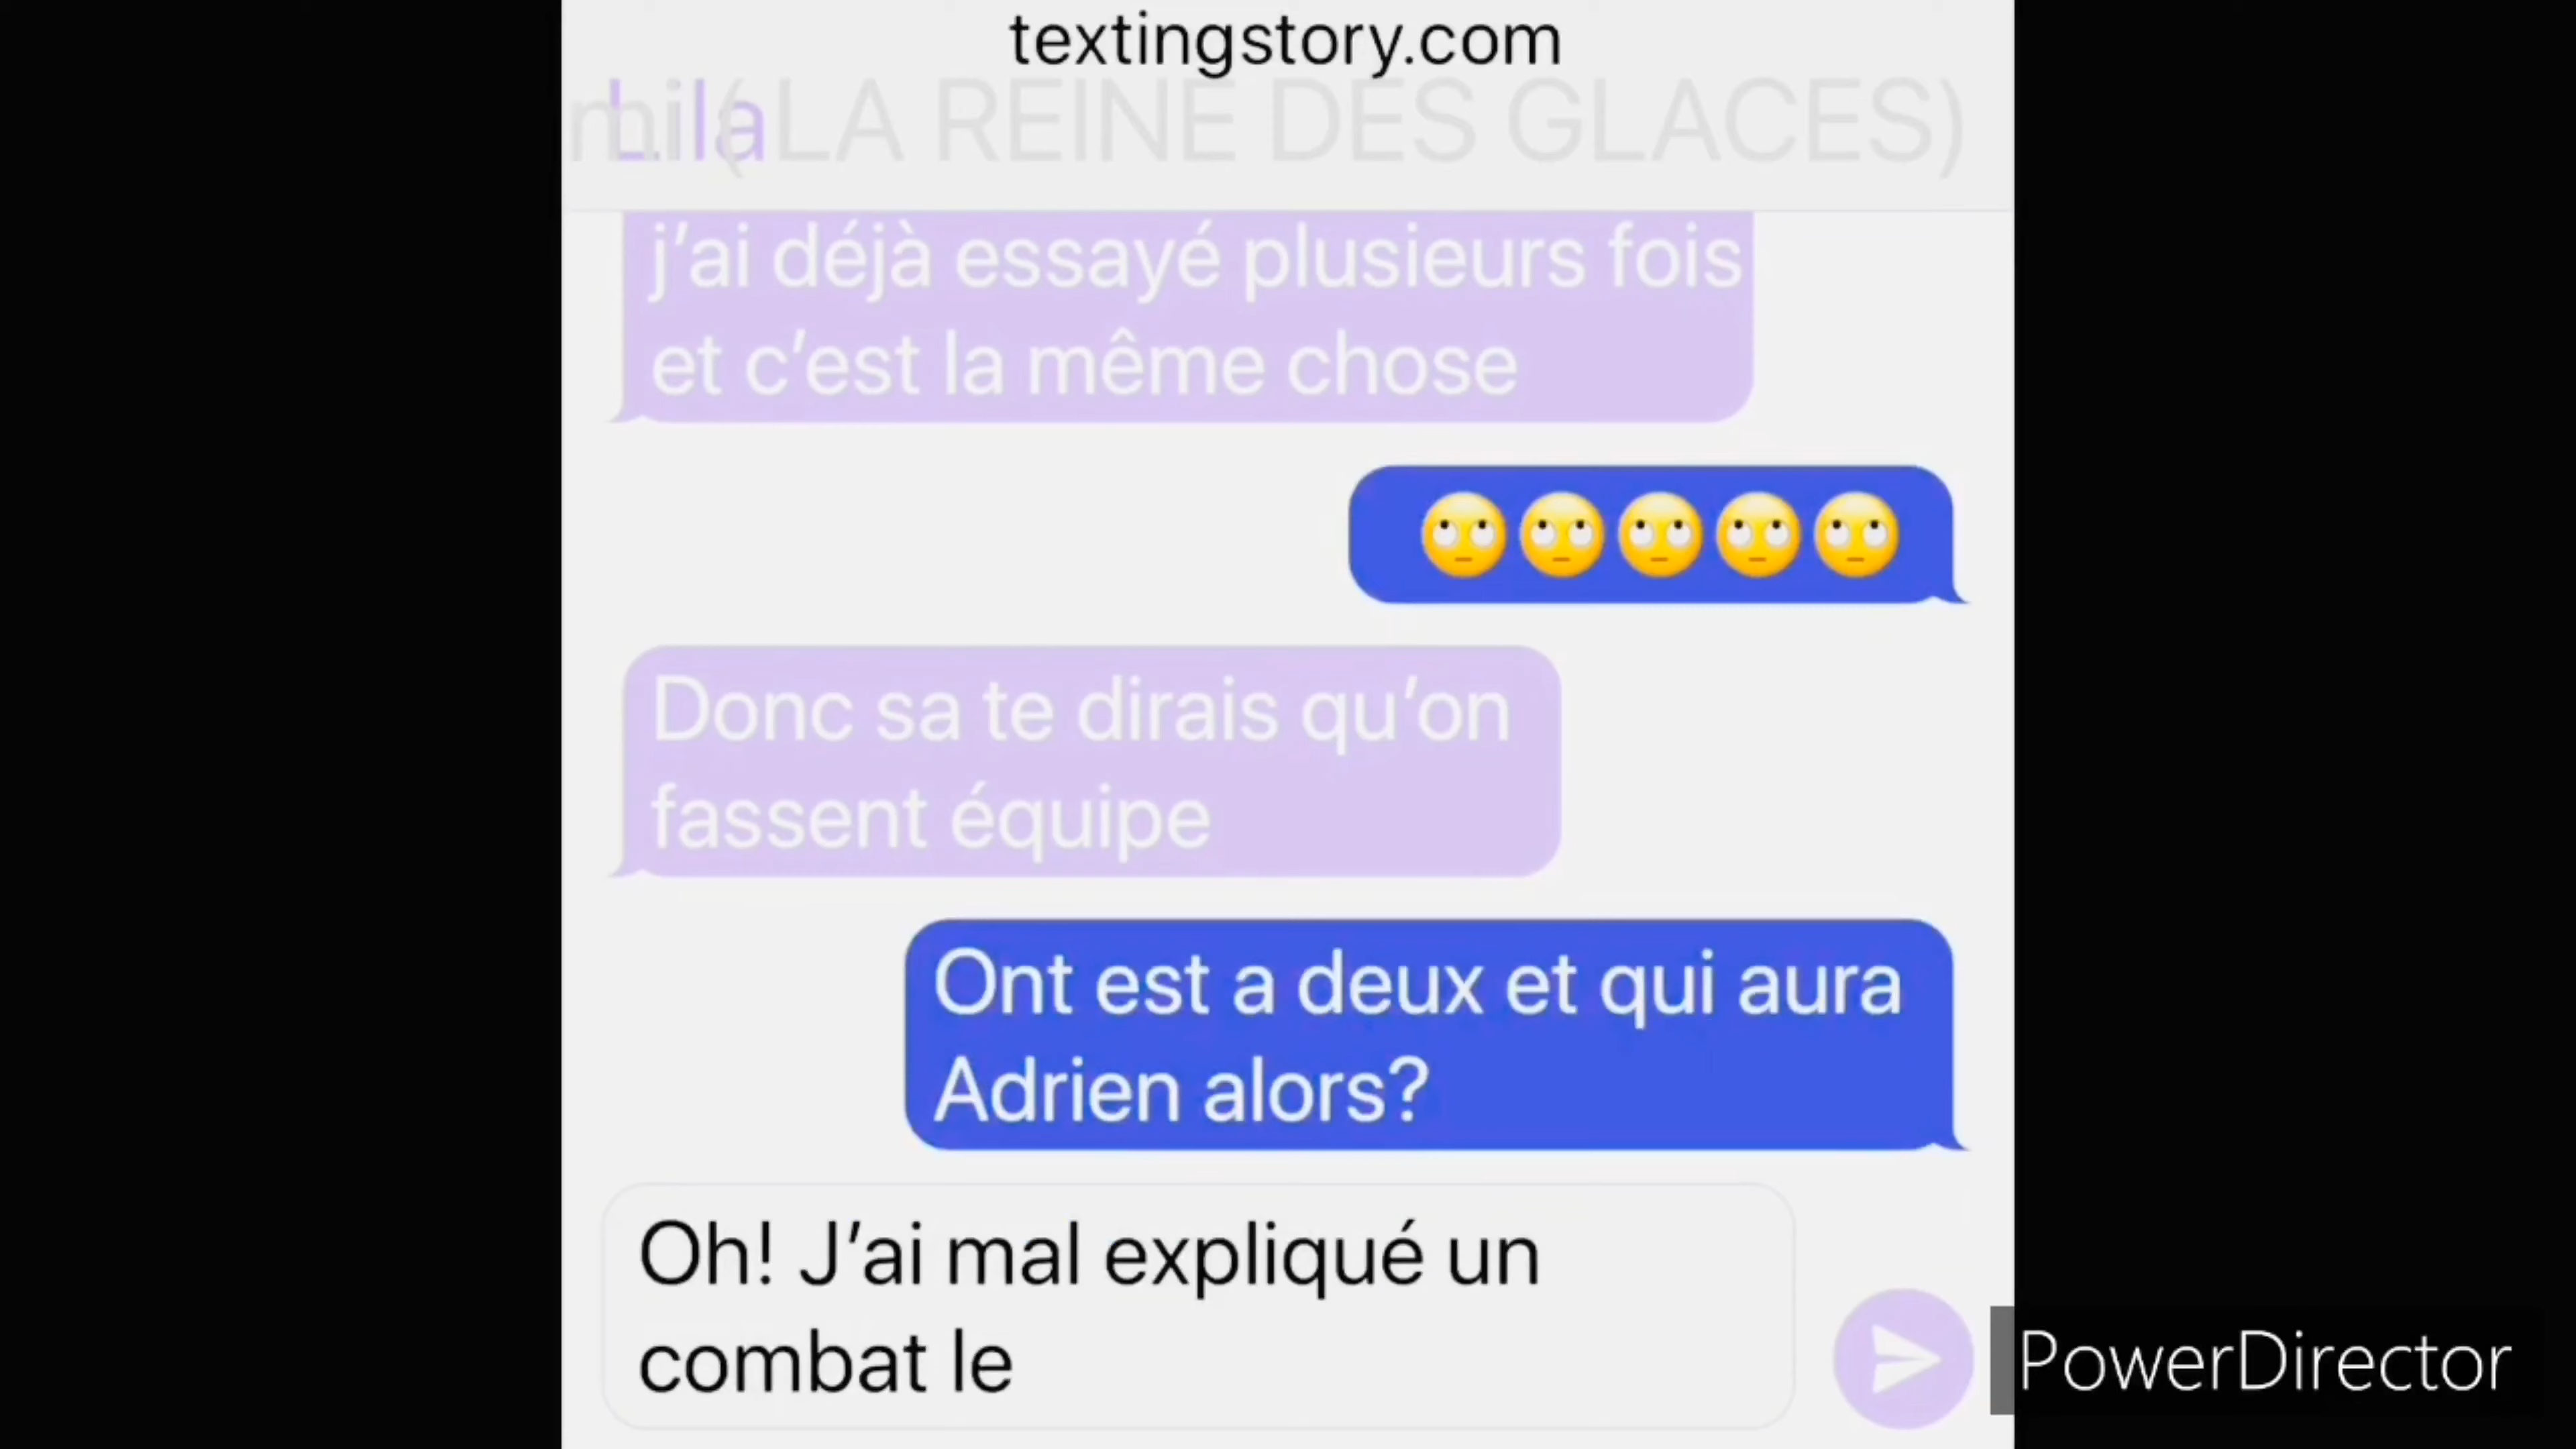 textingstory.com
Lila
mi ( LA REINE DES GLACES)
j'ai déjà essayé plusieurs fois
et c'est la même chose
🙄🙄🙄🙄🙄
Donc sa te dirais qu'on
fassent équipe
Ont est a deux et qui aura
Adrien alors?
Oh! J'ai mal expliqué un
combat le
PowerDirector